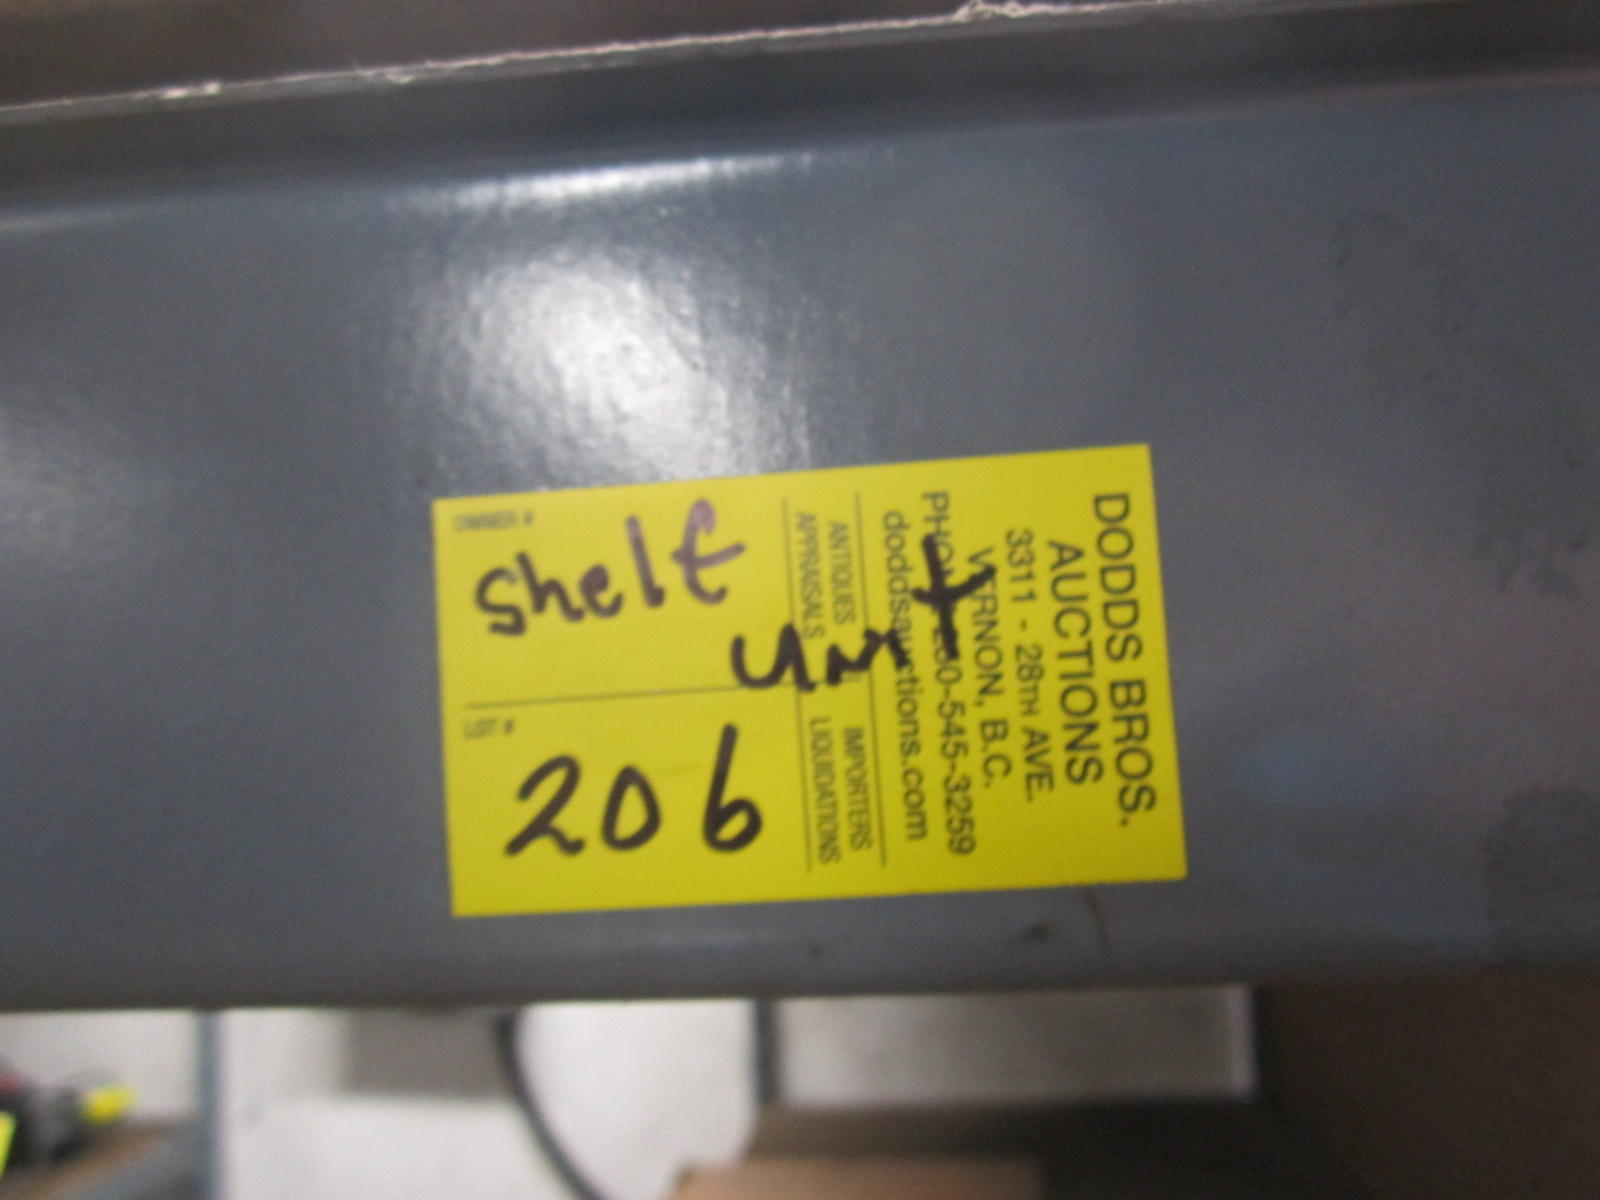 DODDS BROS.
AUCTIONS
3311 - 28TH AVE.
VERNON, B.C.
PHONE 250-545-3259
doddsauctions.com
ANTIQUES IMPORTERS
APPRAISALS LIQUIDATIONS
OWNER #
shelf
unit
LOT #
206